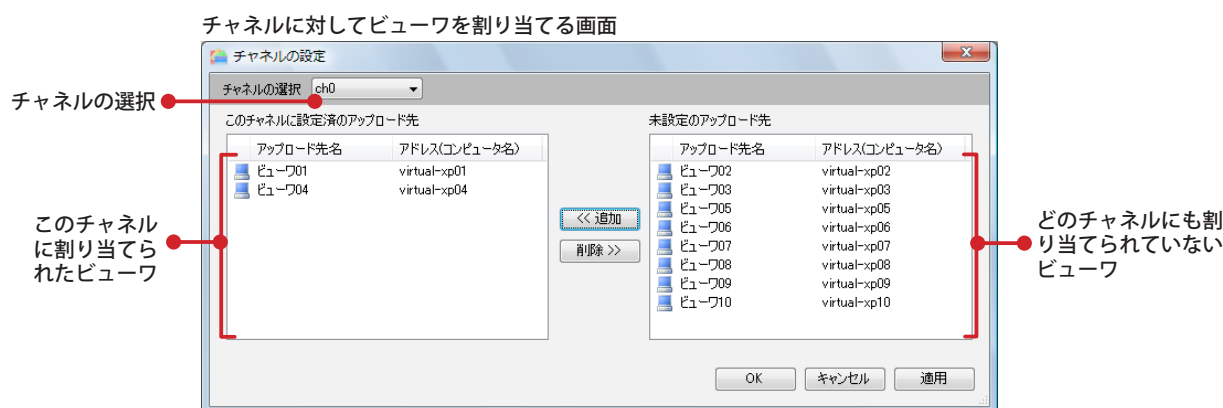 チャネルに対してビューワを割り当てる画面
チャネルの設定
チャネルの選択 ch0
チャネルの選択
このチャネルに設定済のアップロード先
未設定のアップロード先
アップロード先名 アドレス(コンピュータ名)
ビューワ01 virtual-xp01
ビューワ04 virtual-xp04
アップロード先名 アドレス(コンピュータ名)
ビューワ02 virtual-xp02
ビューワ03 virtual-xp03
ビューワ05 virtual-xp05
ビューワ06 virtual-xp06
ビューワ07 virtual-xp07
ビューワ08 virtual-xp08
ビューワ09 virtual-xp09
ビューワ10 virtual-xp10
<< 追加
削除 >>
このチャネル
に割り当てら
れたビューワ
どのチャネルにも割
り当てられていない
ビューワ
OK キャンセル 適用